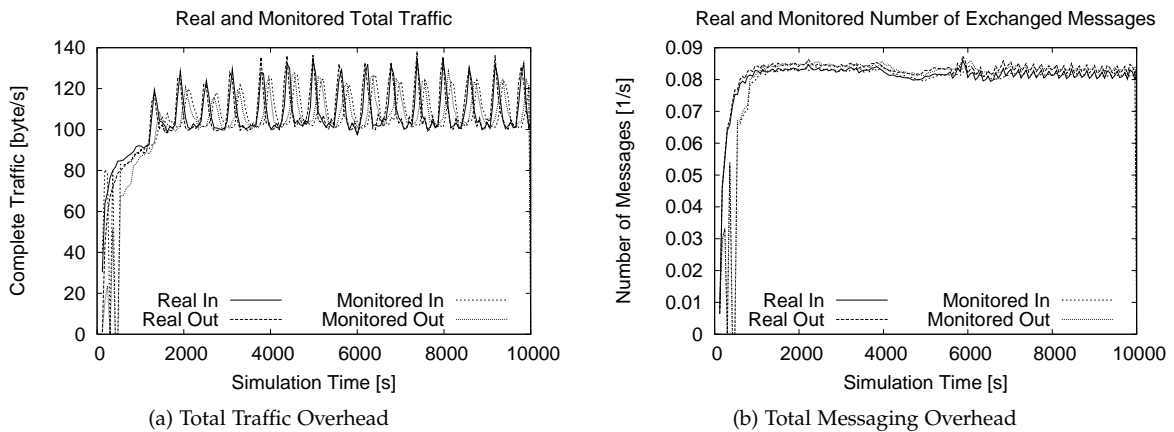 Real and Monitored Total Traffic
Complete Traffic [byte/s]
140
120
100
80
60
40
20
0
Real In
Real Out
Monitored In
Monitored Out
0 2000 4000 6000 8000 10000
Simulation Time [s]
(a) Total Traffic Overhead
Real and Monitored Number of Exchanged Messages
Number of Messages [1/s]
0.09
0.08
0.07
0.06
0.05
0.04
0.03
0.02
0.01
0
Real In
Real Out
Monitored In
Monitored Out
0 2000 4000 6000 8000 10000
Simulation Time [s]
(b) Total Messaging Overhead